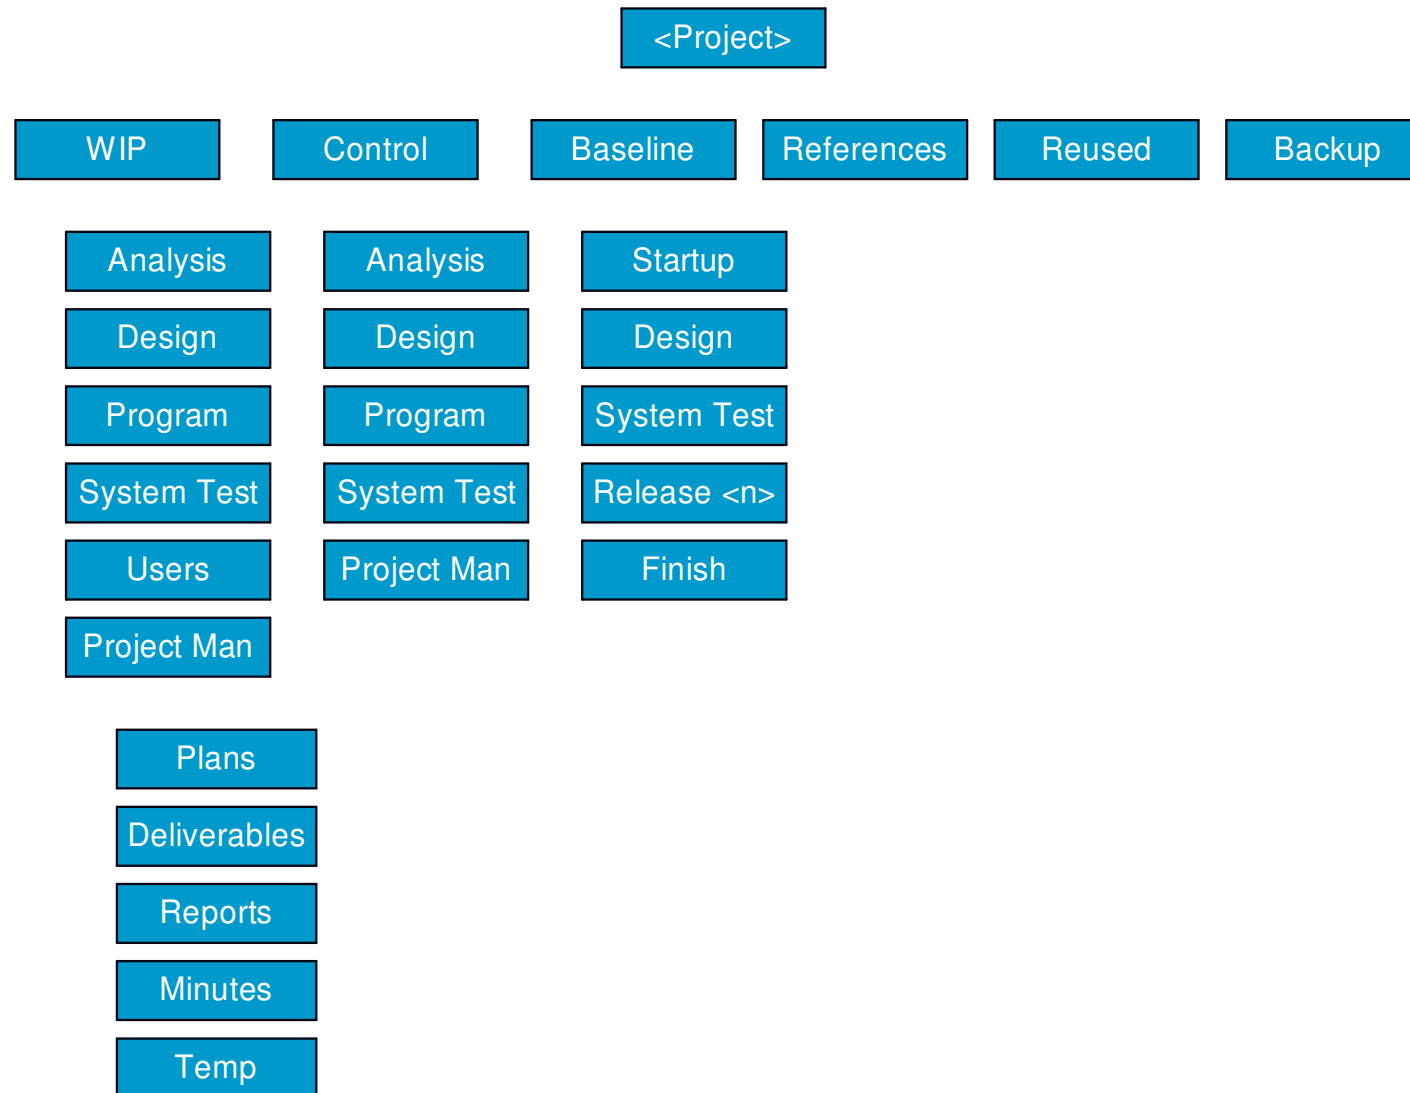 <Project>
WIP
Control
Baseline
References
Reused
Backup
Analysis
Analysis
Startup
Design
Design
Design
Program
Program
System Test
System Test
System Test
Release <n>
Users
Project Man
Finish
Project Man
Plans
Deliverables
Reports
Minutes
Temp